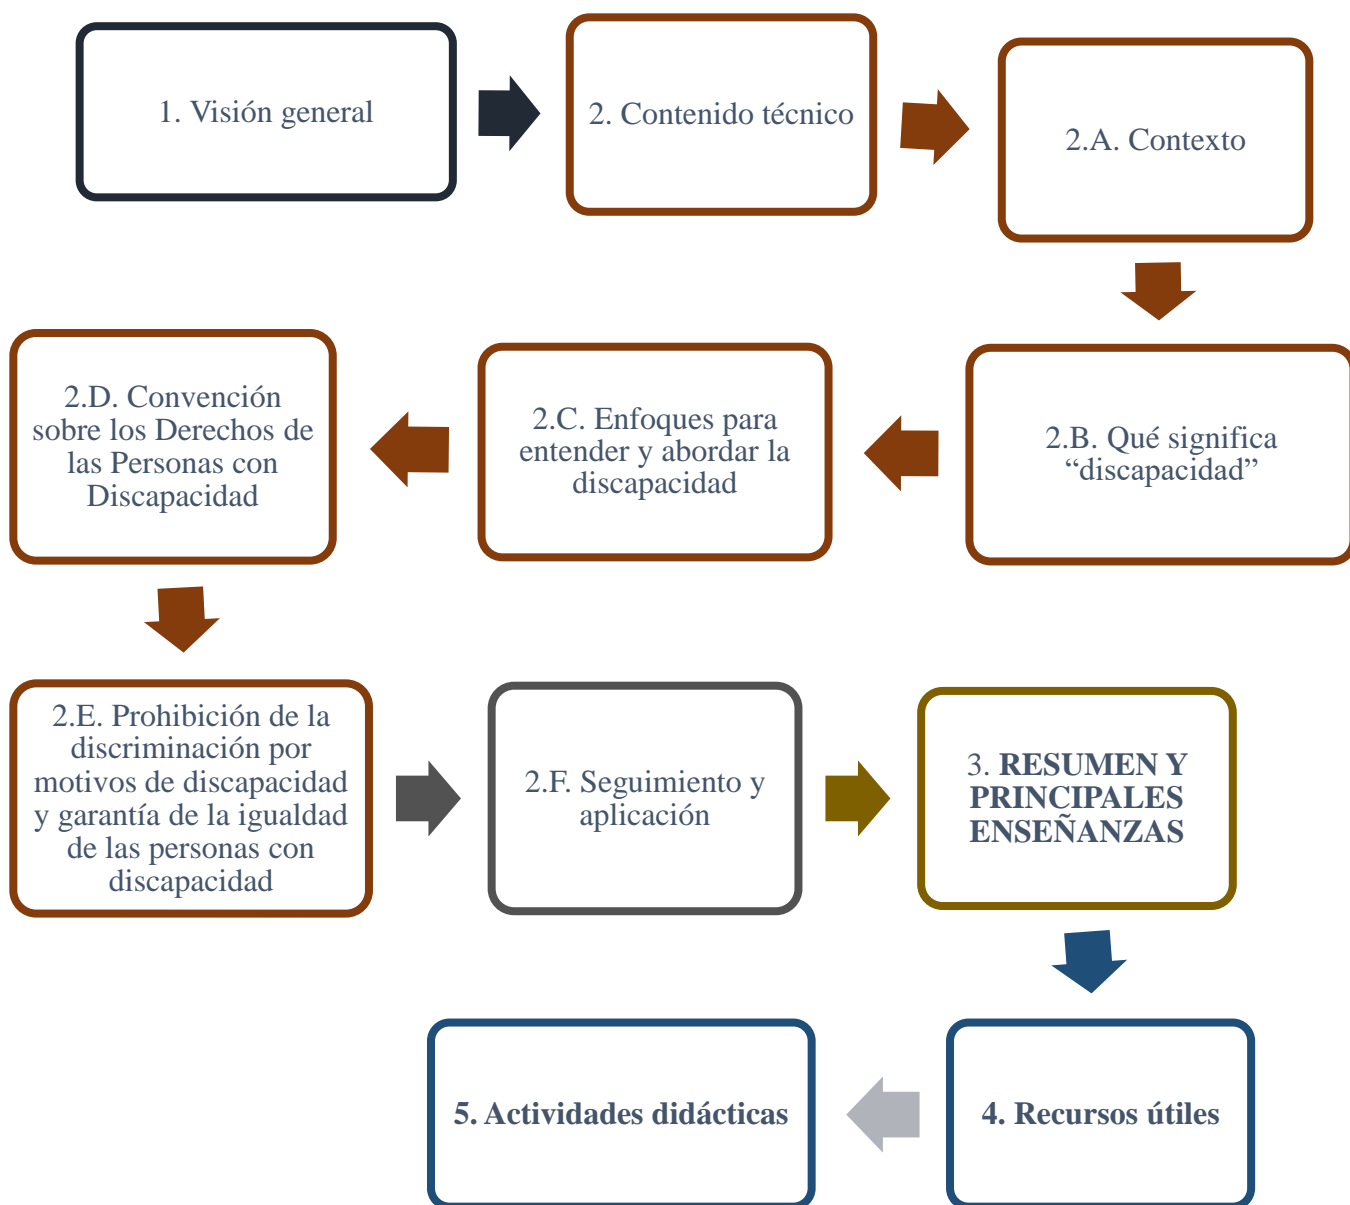 1. Visión general
2. Contenido técnico
2.A. Contexto
2.B. Qué significa
“discapacidad”
2.C. Enfoques para
entender y abordar la
discapacidad
2.D. Convención
sobre los Derechos de
las Personas con
Discapacidad
2.E. Prohibición de la
discriminación por
motivos de discapacidad
y garantía de la igualdad
de las personas con
discapacidad
2.F. Seguimiento y
aplicación
3. RESUMEN Y
PRINCIPALES
ENSEÑANZAS
4. Recursos útiles
5. Actividades didácticas